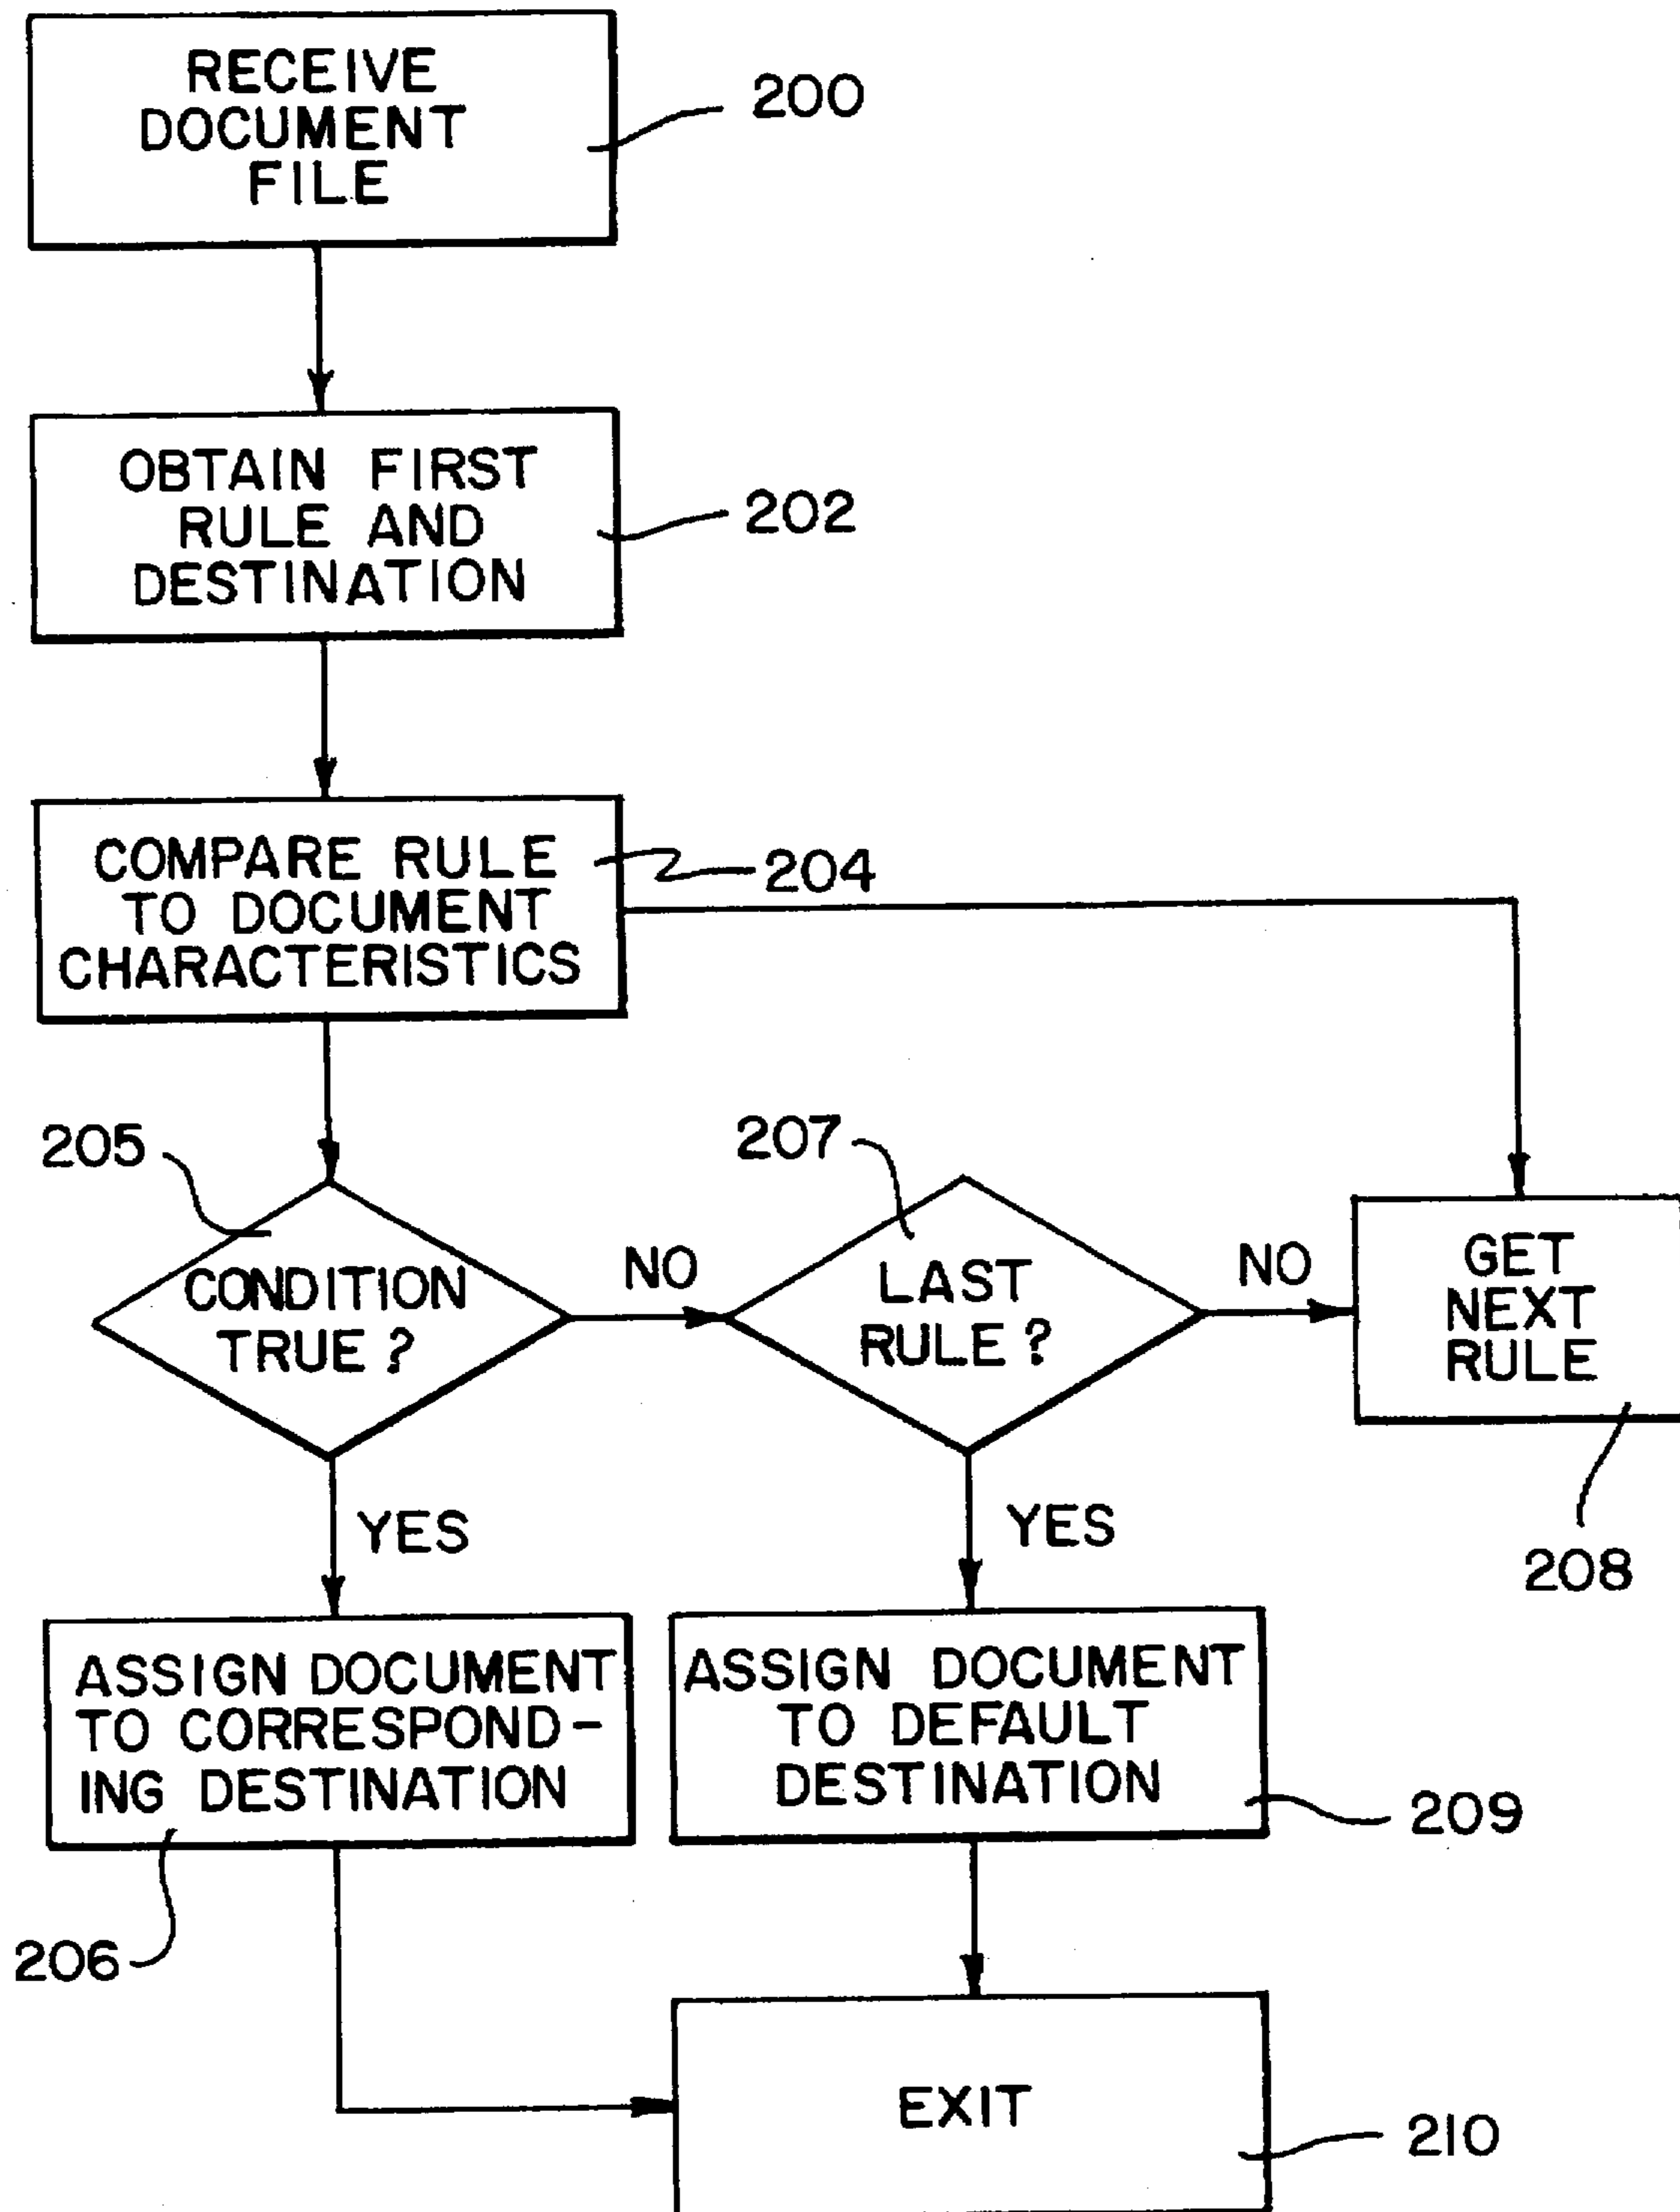 RECEIVE
DOCUMENT
FILE
200
OBTAIN FIRST
RULE AND
DESTINATION
202
COMPARE RULE
TO DOCUMENT
CHARACTERISTICS
204
205
CONDITION
TRUE?
NO
207
LAST
RULE?
NO
GET
NEXT
RULE
208
YES
YES
ASSIGN DOCUMENT
TO CORRESPOND-
ING DESTINATION
206
ASSIGN DOCUMENT
TO DEFAULT
DESTINATION
209
EXIT
210